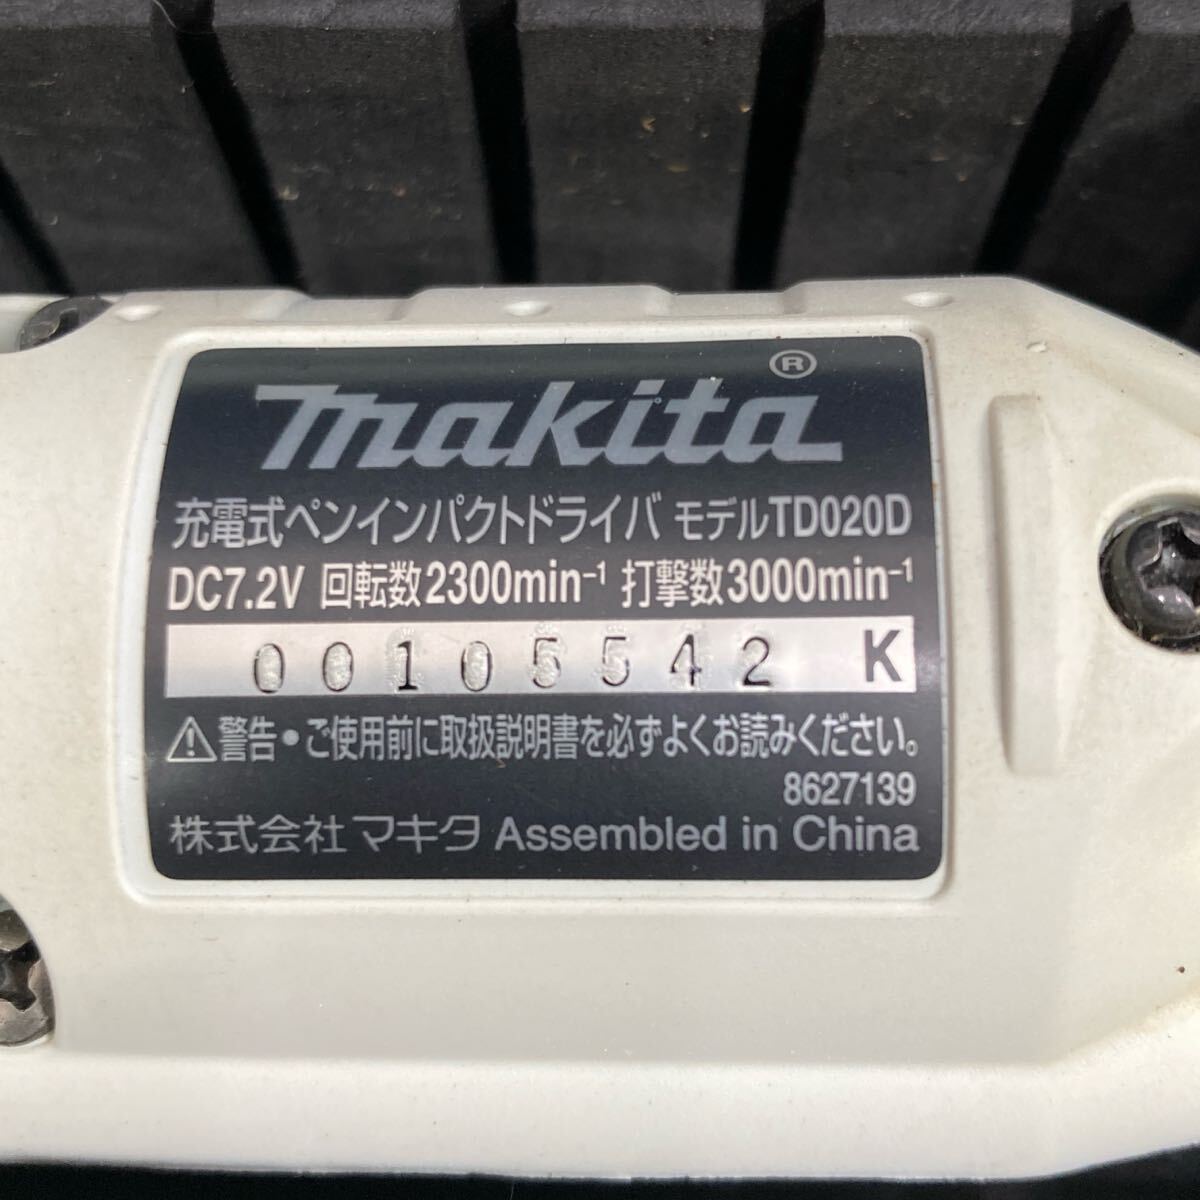 makita®
充電式ペンインパクトドライバ モデルTD020D
DC7.2V 回転数2300min⁻¹ 打撃数3000min⁻¹
00105542 K
⚠警告・ご使用前に取扱説明書を必ずよくお読みください。
8627139
株式会社マキタ Assembled in China